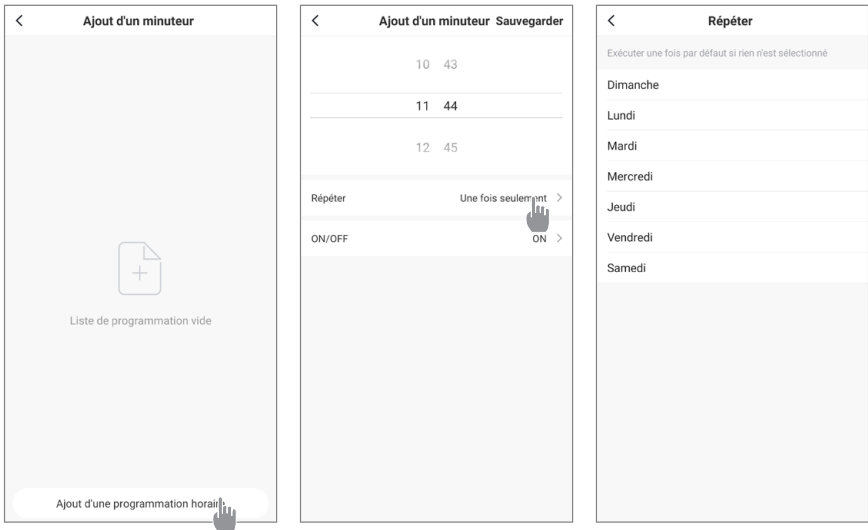 Ajout d'un minuteur
Liste de programmation vide
Ajout d'une programmation horaire
Ajout d'un minuteur Sauvegarder
10 43
11 44
12 45
Répéter Une fois seulement
ON/OFF ON
Répéter
Exécuter une fois par défaut si rien n'est sélectionné
Dimanche
Lundi
Mardi
Mercredi
Jeudi
Vendredi
Samedi